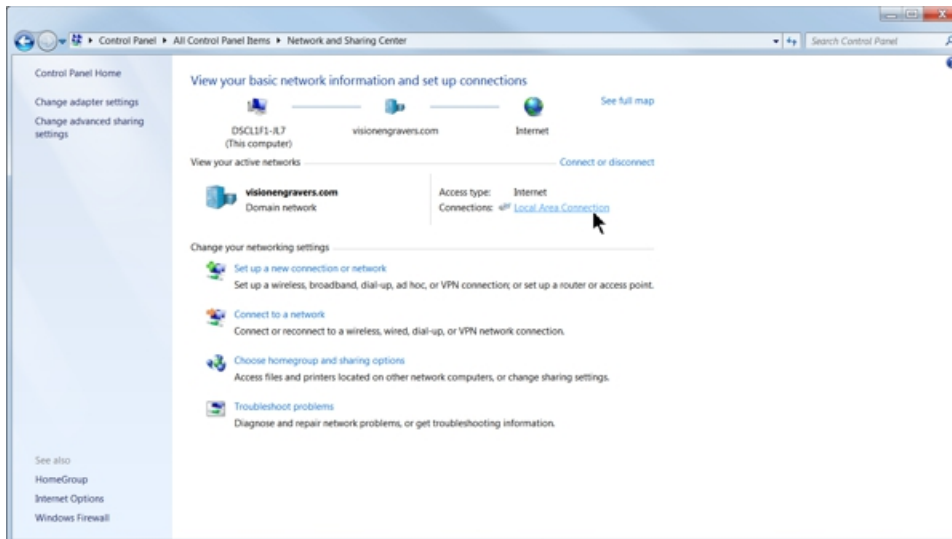 Control Panel ▸ All Control Panel Items ▸ Network and Sharing Center
Search Control Panel
Control Panel Home
Change adapter settings
Change advanced sharing
settings
View your basic network information and set up connections
See full map
DSCL1F1-JL7
(This computer)
visionengravers.com
Internet
View your active networks
Connect or disconnect
visionengravers.com
Domain network
Access type: Internet
Connections: Local Area Connection
Change your networking settings
Set up a new connection or network
Set up a wireless, broadband, dial-up, ad hoc, or VPN connection; or set up a router or access point.
Connect to a network
Connect or reconnect to a wireless, wired, dial-up, or VPN network connection.
Choose homegroup and sharing options
Access files and printers located on other network computers, or change sharing settings.
Troubleshoot problems
Diagnose and repair network problems, or get troubleshooting information.
See also
HomeGroup
Internet Options
Windows Firewall